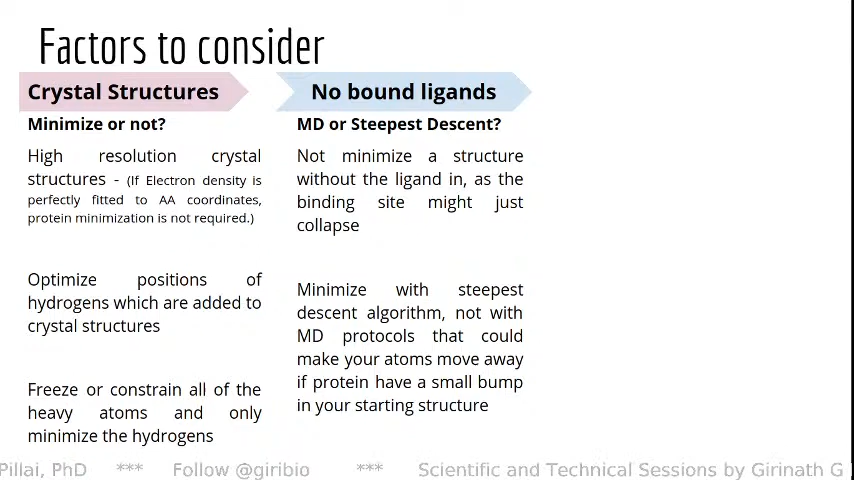 Factors to consider
Crystal Structures
Minimize or not?
High resolution crystal
structures - (If Electron density is
perfectly fitted to AA coordinates,
protein minimization is not required.)
Optimize positions of
hydrogens which are added to
crystal structures
Freeze or constrain all of the
heavy atoms and only
minimize the hydrogens
No bound ligands
MD or Steepest Descent?
Not minimize a structure
without the ligand in, as the
binding site might just
collapse
Minimize with steepest
descent algorithm, not with
MD protocols that could
make your atoms move away
if protein have a small bump
in your starting structure
Pillai, PhD *** Follow @giribio *** Scientific and Technical Sessions by Girinath G